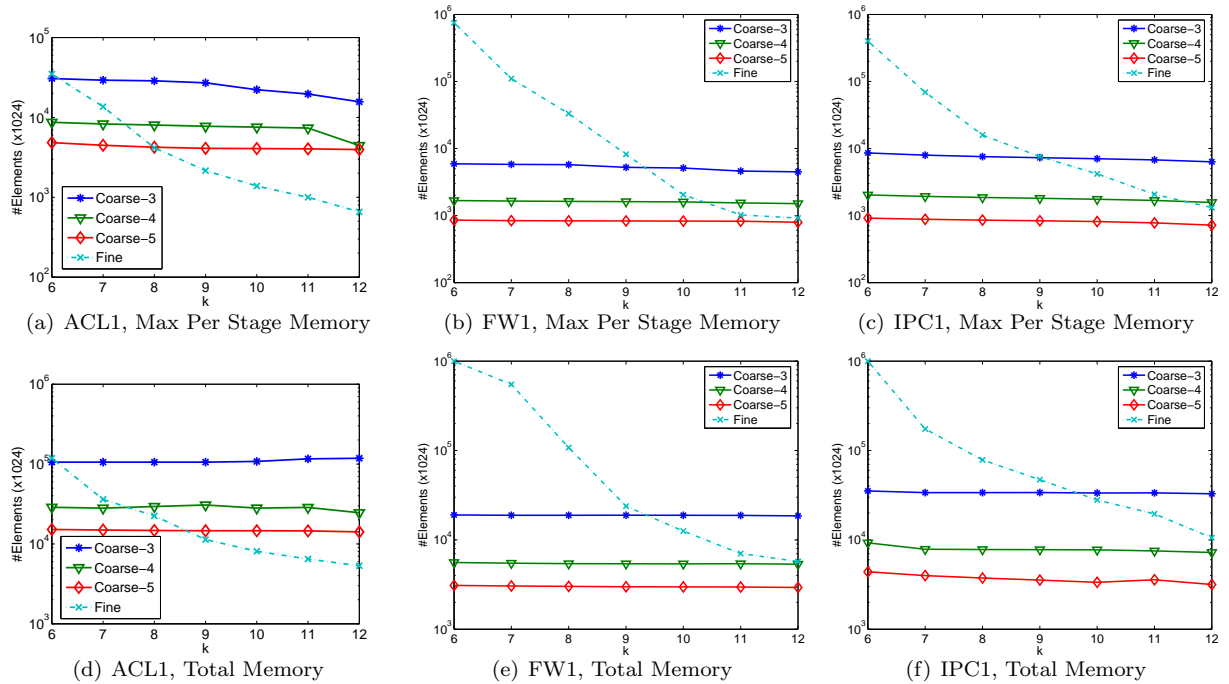 10^5
10^4
10^3
10^2
#Elements (x1024)
Coarse-3
Coarse-4
Coarse-5
Fine
6 7 8 9 10 11 12
k
(a) ACL1, Max Per Stage Memory
10^6
10^5
10^4
10^3
10^2
#Elements (x1024)
Coarse-3
Coarse-4
Coarse-5
Fine
6 7 8 9 10 11 12
k
(b) FW1, Max Per Stage Memory
10^6
10^5
10^4
10^3
10^2
#Elements (x1024)
Coarse-3
Coarse-4
Coarse-5
Fine
6 7 8 9 10 11 12
k
(c) IPC1, Max Per Stage Memory
10^6
10^5
10^4
10^3
#Elements (x1024)
Coarse-3
Coarse-4
Coarse-5
Fine
6 7 8 9 10 11 12
k
(d) ACL1, Total Memory
10^6
10^5
10^4
10^3
#Elements (x1024)
Coarse-3
Coarse-4
Coarse-5
Fine
6 7 8 9 10 11 12
k
(e) FW1, Total Memory
10^6
10^5
10^4
10^3
#Elements (x1024)
Coarse-3
Coarse-4
Coarse-5
Fine
6 7 8 9 10 11 12
k
(f) IPC1, Total Memory